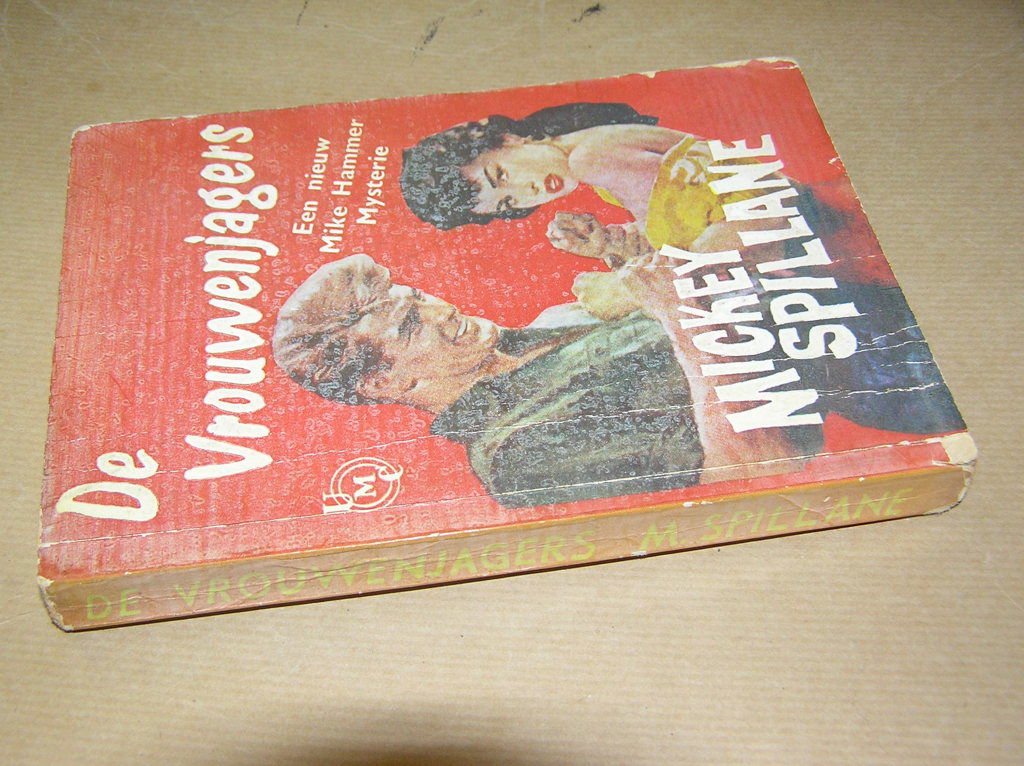 De
Vrouwenjagers
Een nieuw
Mike Hammer
Mysterie
MICKEY
SPILLANE
UMC
DE VROUWENJAGERS M. SPILLANE